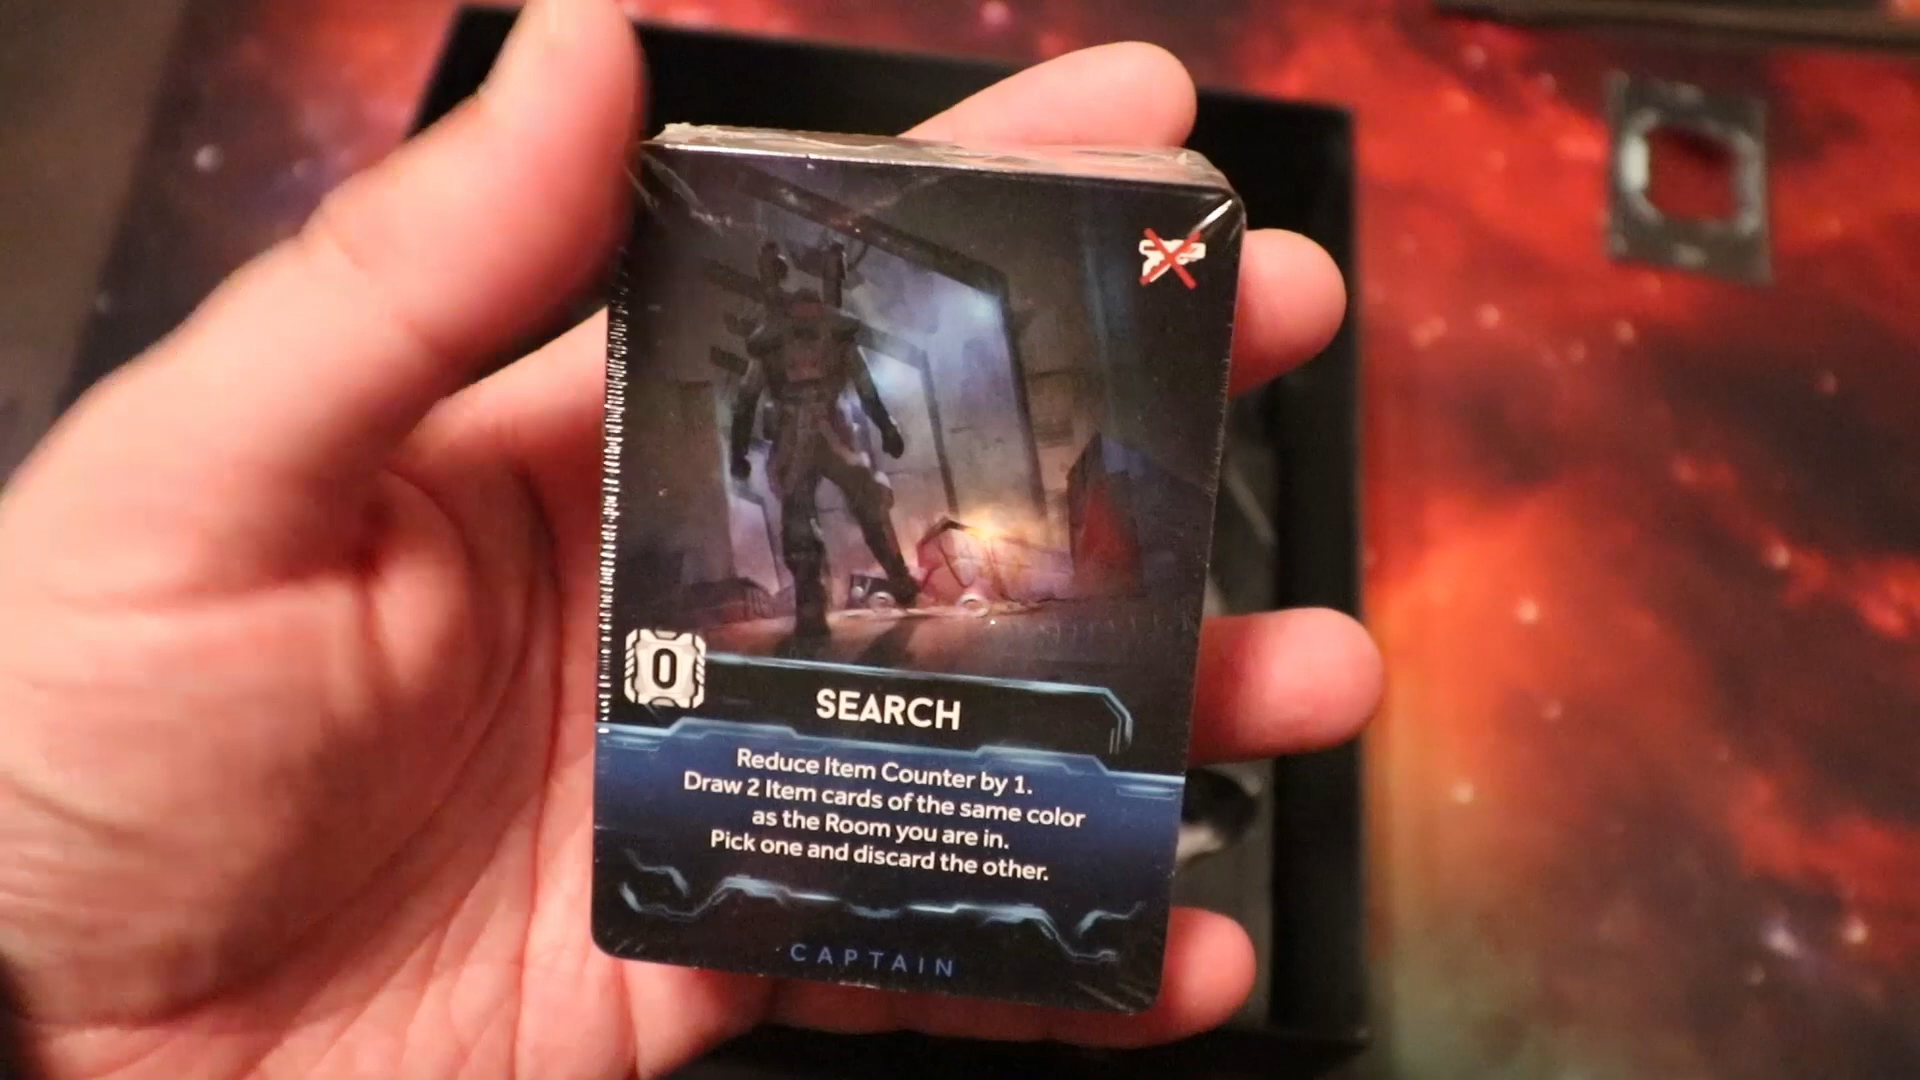 0
SEARCH
Reduce Item Counter by 1.
Draw 2 Item cards of the same color
as the Room you are in.
Pick one and discard the other.
CAPTAIN